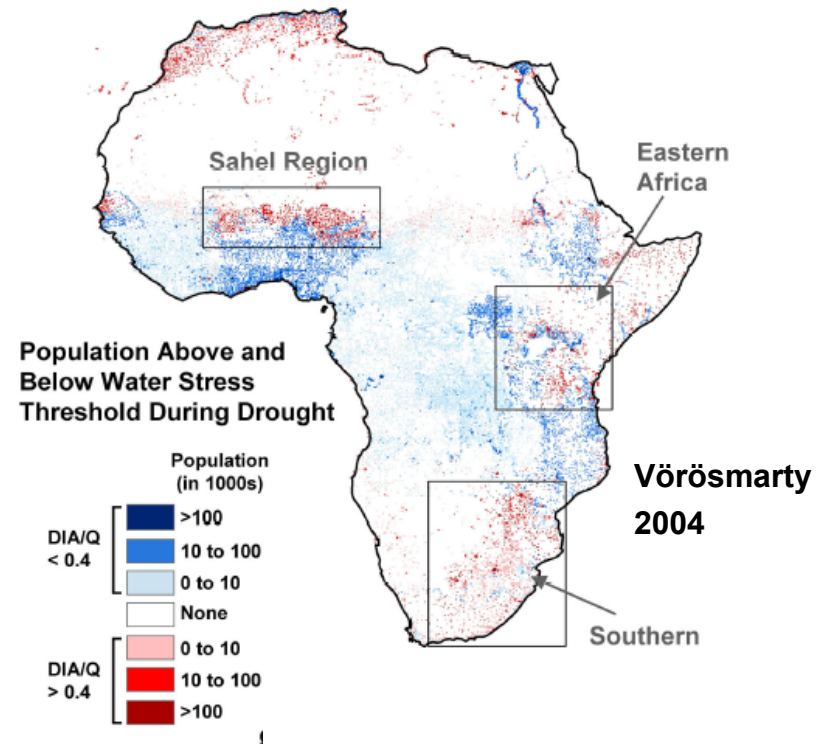 Sahel Region
Eastern
Africa
Population Above and
Below Water Stress
Threshold During Drought
Population
(in 1000s)
DIA/Q
< 0.4
>100
10 to 100
0 to 10
None
DIA/Q
> 0.4
0 to 10
10 to 100
>100
Vörösmarty
2004
Southern